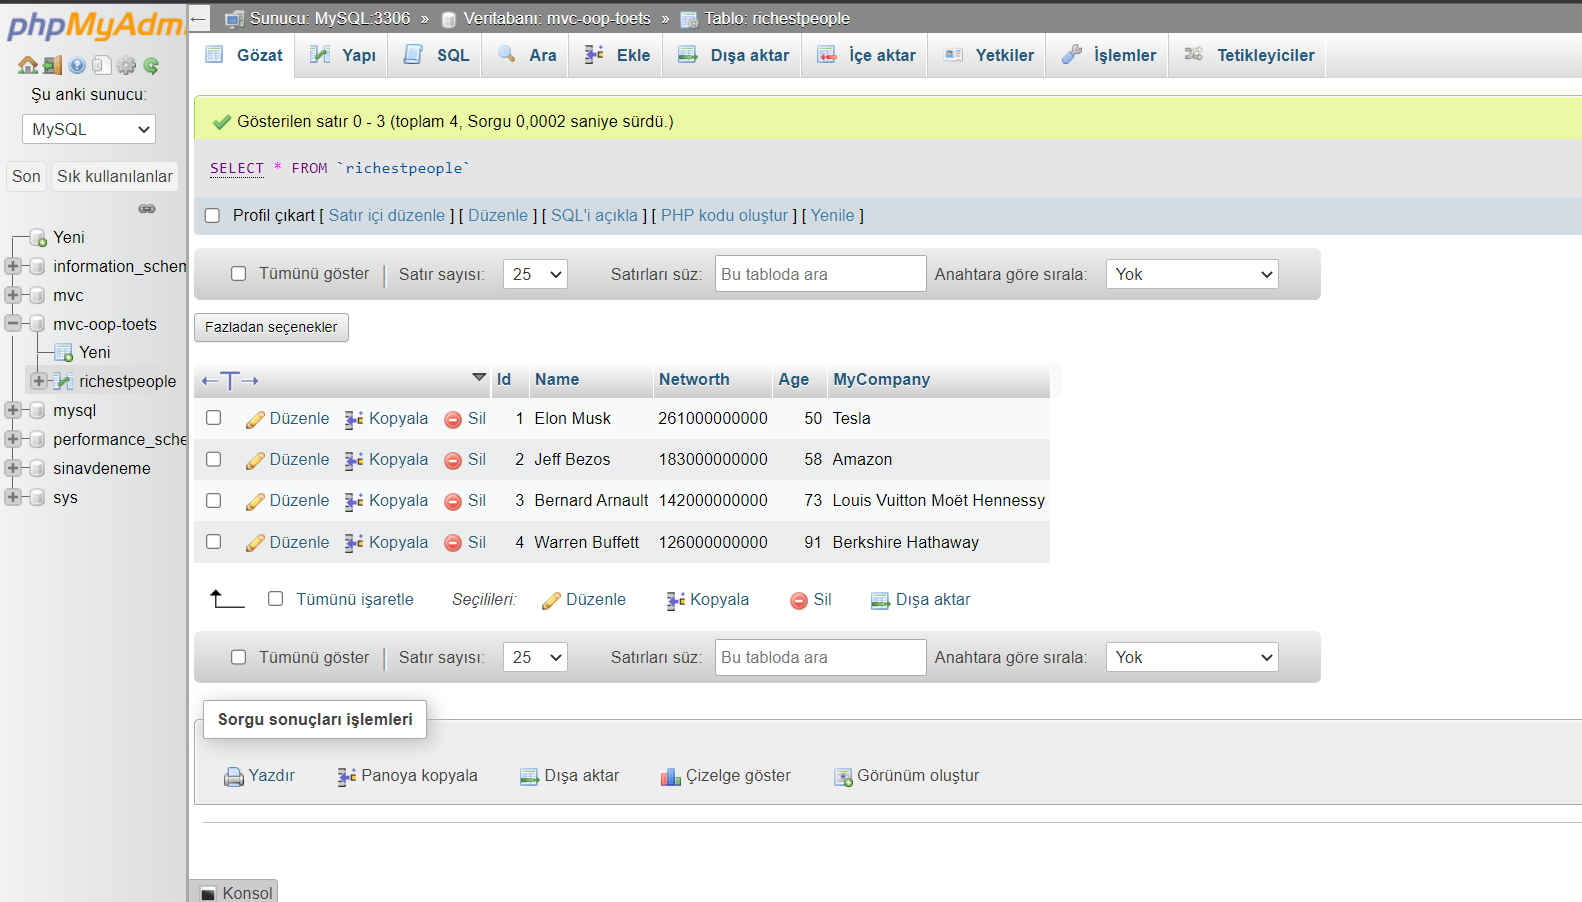 phpMyAdm
Şu anki sunucu:
MySQL
Son Sık kullanılanlar
Yeni
information_schem
mvc
mvc-oop-toets
Yeni
richestpeople
mysql
performance_sche
sinavdeneme
sys
Sunucu: MySQL:3306 » Veritabanı: mvc-oop-toets » Tablo: richestpeople
Gözat Yapı SQL Ara Ekle Dışa aktar İçe aktar Yetkiler İşlemler Tetikleyiciler
Gösterilen satır 0 - 3 (toplam 4, Sorgu 0,0002 saniye sürdü.)
SELECT * FROM `richestpeople`
Profil çıkart [ Satır içi düzenle ] [ Düzenle ] [ SQL'i açıkla ] [ PHP kodu oluştur ] [ Yenile ]
Tümünü göster | Satır sayısı: 25 Satırları süz: Bu tabloda ara Anahtara göre sırala: Yok
Fazladan seçenekler
←T→ Id Name Networth Age MyCompany
Düzenle Kopyala Sil 1 Elon Musk 261000000000 50 Tesla
Düzenle Kopyala Sil 2 Jeff Bezos 183000000000 58 Amazon
Düzenle Kopyala Sil 3 Bernard Arnault 142000000000 73 Louis Vuitton Moët Hennessy
Düzenle Kopyala Sil 4 Warren Buffett 126000000000 91 Berkshire Hathaway
Tümünü işaretle Seçilileri: Düzenle Kopyala Sil Dışa aktar
Tümünü göster | Satır sayısı: 25 Satırları süz: Bu tabloda ara Anahtara göre sırala: Yok
Sorgu sonuçları işlemleri
Yazdır Panoya kopyala Dışa aktar Çizelge göster Görünüm oluştur
Konsol